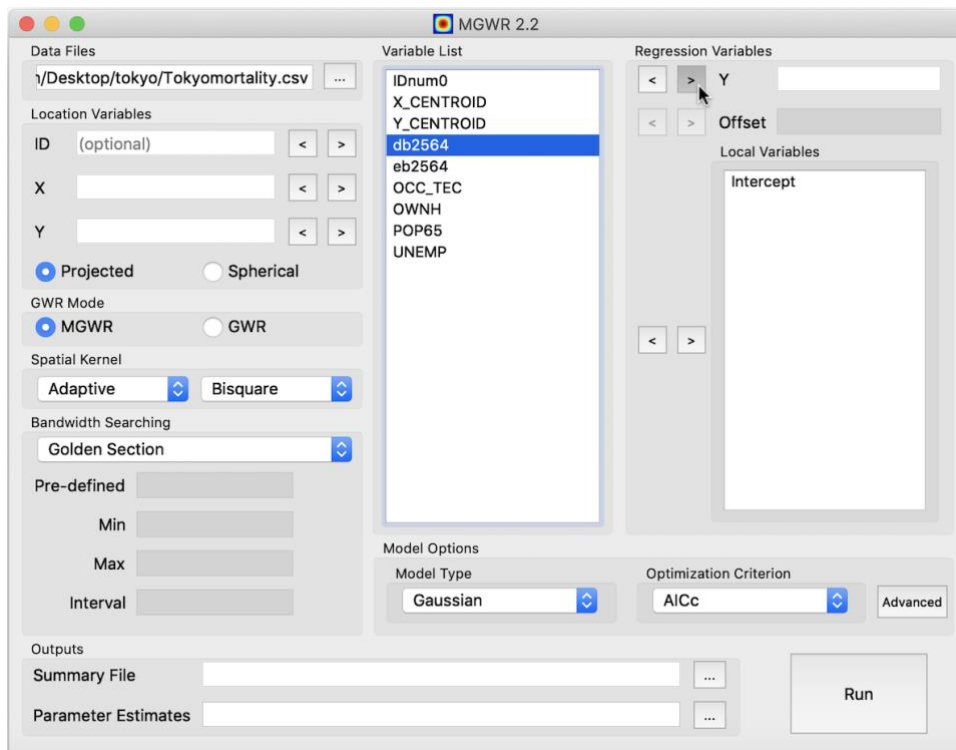 MGWR 2.2
Data Files
n/Desktop/tokyo/Tokyomortality.csv ...
Location Variables
ID (optional) < >
X < >
Y < >
Projected Spherical
GWR Mode
MGWR GWR
Spatial Kernel
Adaptive Bisquare
Bandwidth Searching
Golden Section
Pre-defined
Min
Max
Interval
Variable List
IDnum0
X_CENTROID
Y_CENTROID
db2564
eb2564
OCC_TEC
OWNH
POP65
UNEMP
Regression Variables
< > Y
< > Offset
Local Variables
Intercept
< >
Model Options
Model Type
Gaussian
Optimization Criterion
AICc
Advanced
Outputs
Summary File ...
Parameter Estimates ...
Run